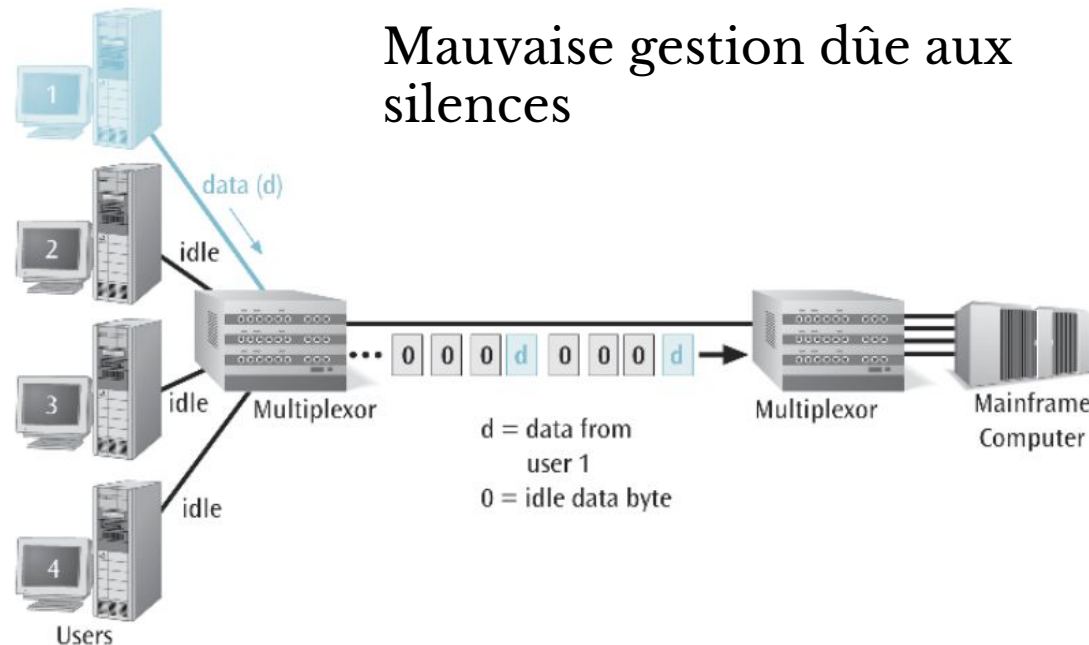 Mauvaise gestion dûe aux
silences
1
data (d)
2
idle
3
idle
Multiplexor
... 0 0 0 d 0 0 0 d
Multiplexor
Mainframe
Computer
d = data from
user 1
0 = idle data byte
idle
4
Users